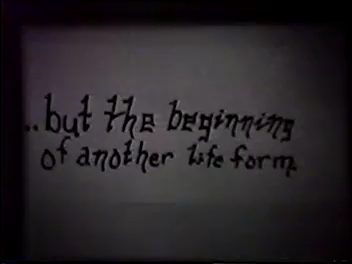 ..but the beginning
of another life form.